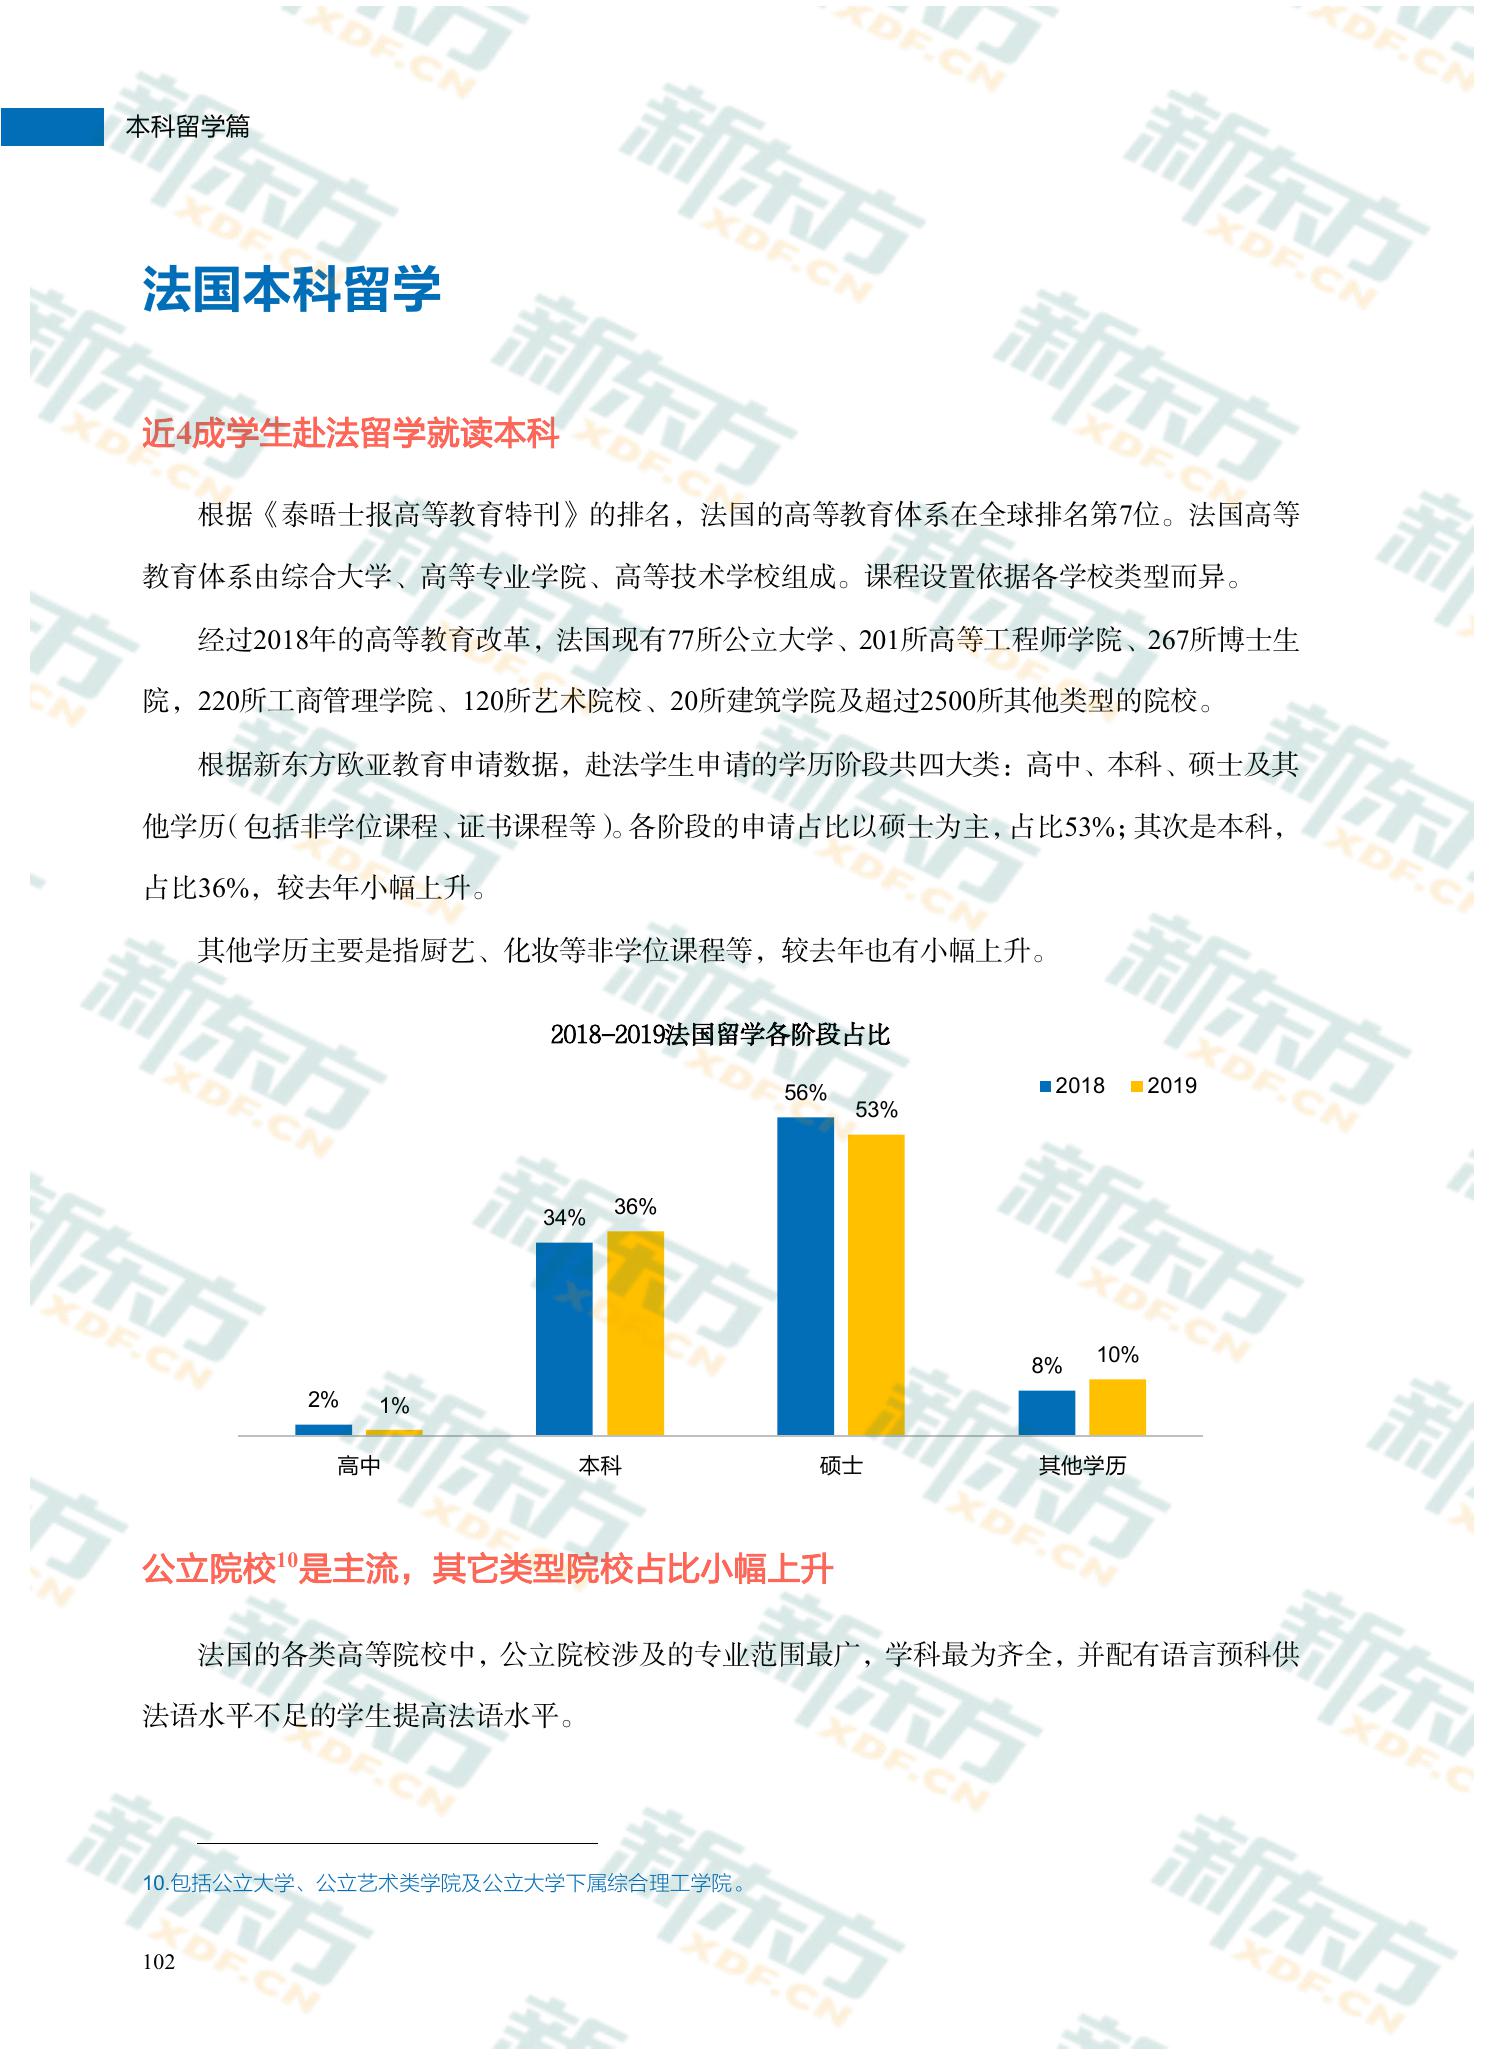 本科留学篇
法国本科留学
近4成学生赴法留学就读本科
根据《泰晤士报高等教育特刊》的排名，法国的高等教育体系在全球排名第7位。法国高等
教育体系由综合大学、高等专业学院、高等技术学校组成。课程设置依据各学校类型而异。
经过2018年的高等教育改革，法国现有77所公立大学、201所高等工程师学院、267所博士生
院，220所工商管理学院、120所艺术院校、20所建筑学院及超过2500所其他类型的院校。
根据新东方欧亚教育申请数据，赴法学生申请的学历阶段共四大类：高中、本科、硕士及其
他学历（包括非学位课程、证书课程等）。各阶段的申请占比以硕士为主，占比53%；其次是本科，
占比36%，较去年小幅上升。
其他学历主要是指厨艺、化妆等非学位课程等，较去年也有小幅上升。
2018-2019法国留学各阶段占比
2018 2019
56%
53%
34% 36%
8% 10%
2% 1%
高中 本科 硕士 其他学历
公立院校10是主流，其它类型院校占比小幅上升
法国的各类高等院校中，公立院校涉及的专业范围最广，学科最为齐全，并配有语言预科供
法语水平不足的学生提高法语水平。
10.包括公立大学、公立艺术类学院及公立大学下属综合理工学院。
102
新东方
XDF.CN